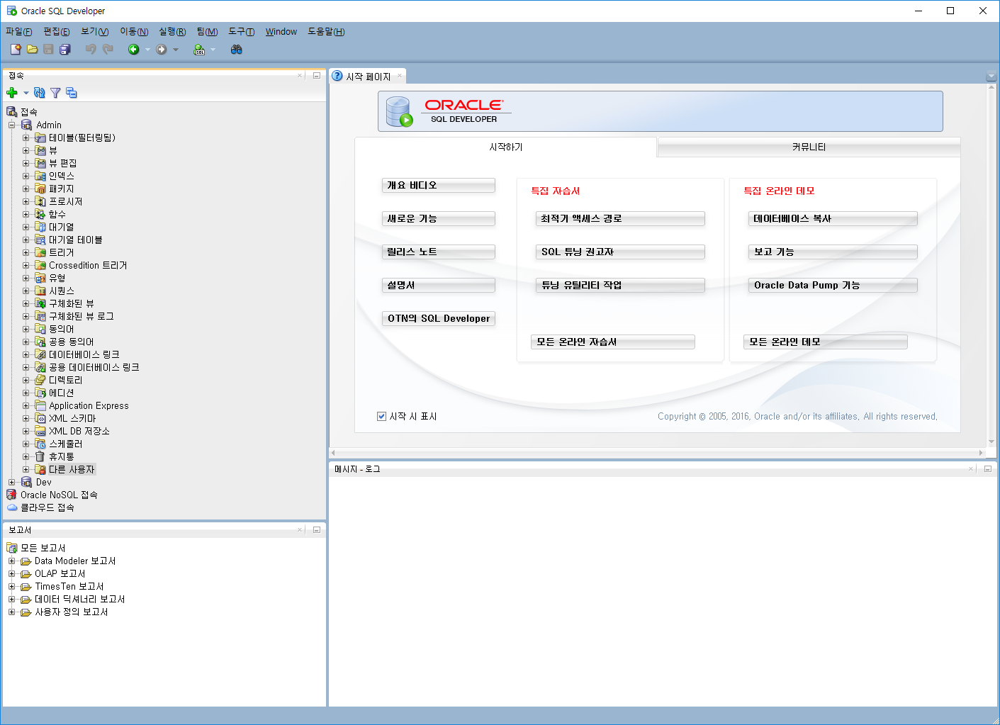 Oracle SQL Developer
파일(F) 편집(E) 보기(V) 이동(N) 실행(R) 팀(M) 도구(T) Window 도움말(H)
SQL
접속
접속
Admin
테이블(필터링됨)
뷰
뷰 편집
인덱스
패키지
프로시저
함수
대기열
대기열 테이블
트리거
Crossedition 트리거
유형
시퀀스
구체화된 뷰
구체화된 뷰 로그
동의어
공용 동의어
데이터베이스 링크
공용 데이터베이스 링크
디렉토리
에디션
Application Express
XML 스키마
XML DB 저장소
스케줄러
휴지통
다른 사용자
Dev
Oracle NoSQL 접속
클라우드 접속
보고서
모든 보고서
Data Modeler 보고서
OLAP 보고서
TimesTen 보고서
데이터 딕셔너리 보고서
사용자 정의 보고서
시작 페이지
ORACLE
SQL DEVELOPER
시작하기 커뮤니티
개요 비디오
새로운 기능
릴리스 노트
설명서
OTN의 SQL Developer
특집 자습서
최적기 액세스 경로
SQL 튜닝 권고자
튜닝 유틸리티 작업
모든 온라인 자습서
특집 온라인 데모
데이터베이스 복사
보고 기능
Oracle Data Pump 기능
모든 온라인 데모
시작 시 표시
Copyright © 2005, 2016, Oracle and/or its affiliates. All rights reserved.
메시지 - 로그